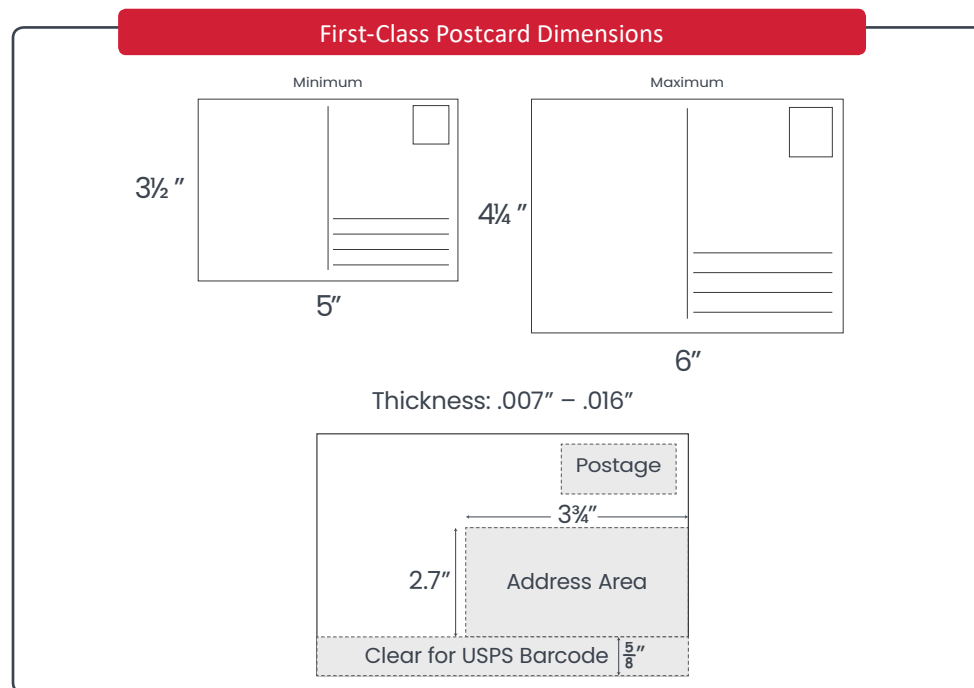 First-Class Postcard Dimensions
Minimum
Maximum
3½ ”
4¼ ”
5”
6”
Thickness: .007” – .016”
Postage
3¾”
2.7”
Address Area
Clear for USPS Barcode ⅝”